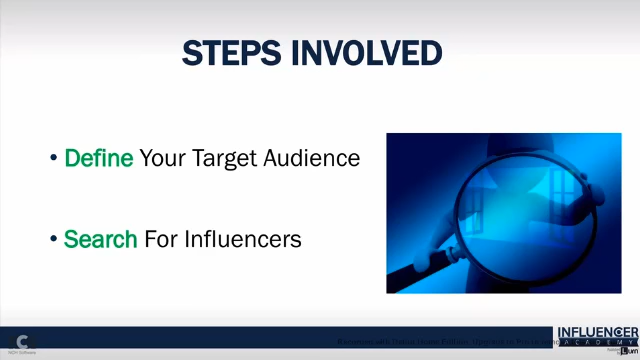 STEPS INVOLVED
• Define Your Target Audience
• Search For Influencers
INFLUENCER
ACADEMY